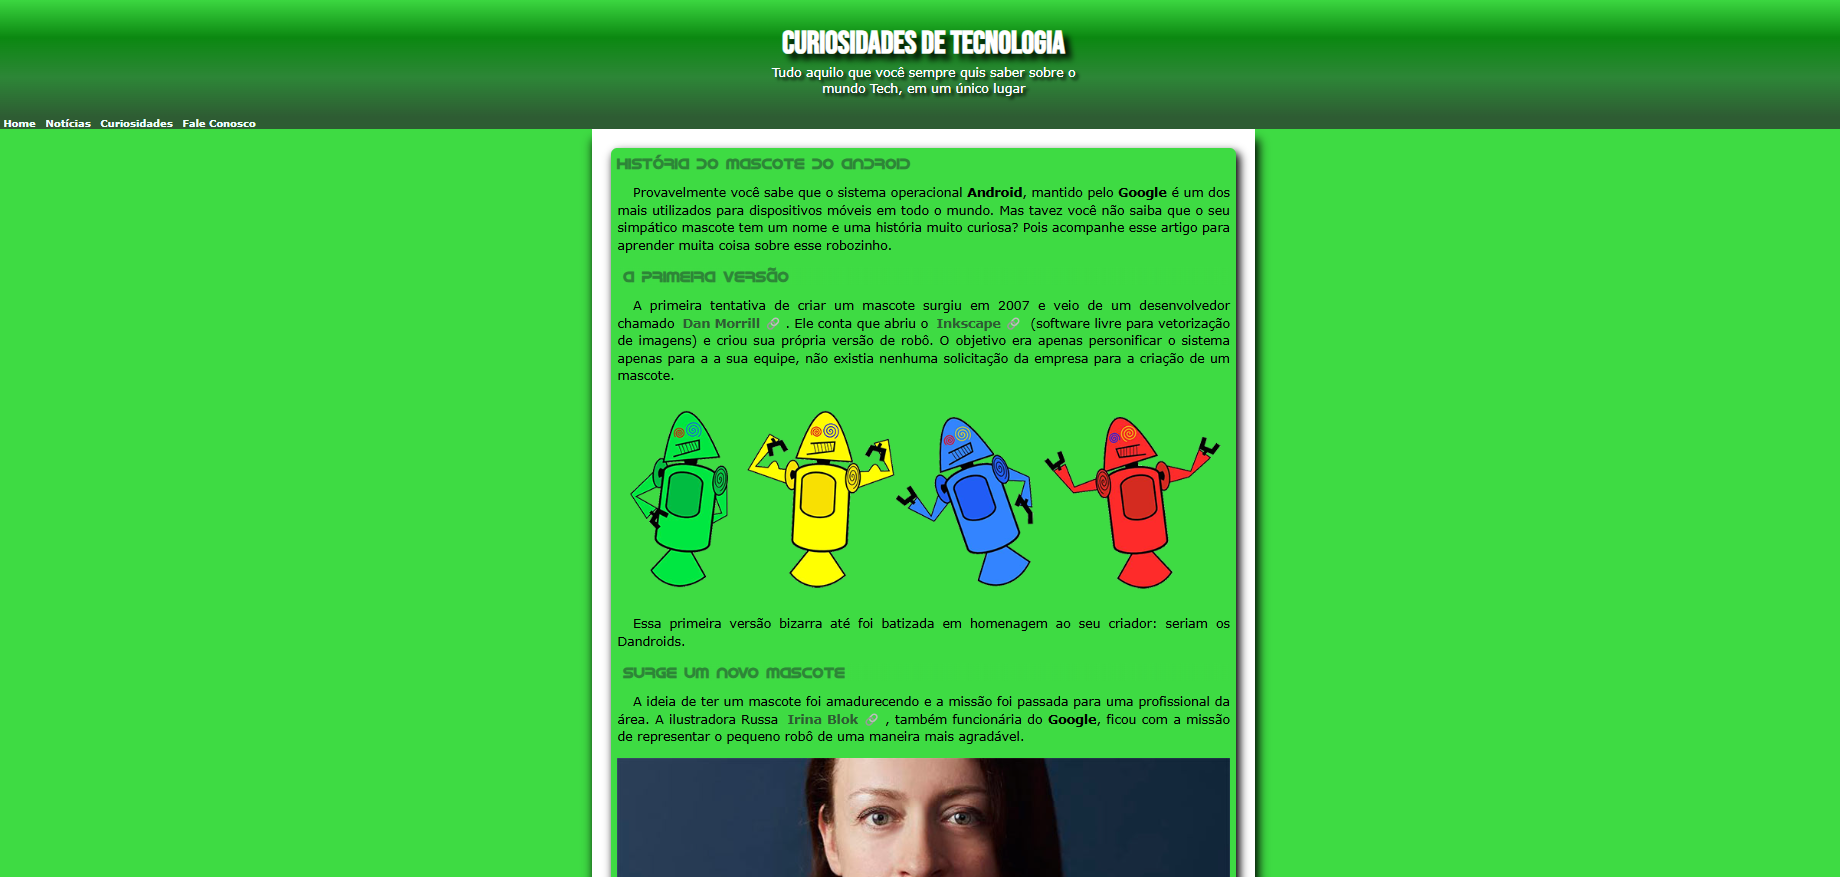 CURIOSIDADES DE TECNOLOGIA
Tudo aquilo que você sempre quis saber sobre o
mundo Tech, em um único lugar
Home Notícias Curiosidades Fale Conosco
HISTÓRIA DO MASCOTE DO ANDROID
Provavelmente você sabe que o sistema operacional Android, mantido pelo Google é um dos
mais utilizados para dispositivos móveis em todo o mundo. Mas tavez você não saiba que o seu
simpático mascote tem um nome e uma história muito curiosa? Pois acompanhe esse artigo para
aprender muita coisa sobre esse robozinho.
A PRIMEIRA VERSÃO
A primeira tentativa de criar um mascote surgiu em 2007 e veio de um desenvolvedor
chamado Dan Morrill . Ele conta que abriu o Inkscape (software livre para vetorização
de imagens) e criou sua própria versão de robô. O objetivo era apenas personificar o sistema
apenas para a a sua equipe, não existia nenhuma solicitação da empresa para a criação de um
mascote.
Essa primeira versão bizarra até foi batizada em homenagem ao seu criador: seriam os
Dandroids.
SURGE UM NOVO MASCOTE
A ideia de ter um mascote foi amadurecendo e a missão foi passada para uma profissional da
área. A ilustradora Russa Irina Blok , também funcionária do Google, ficou com a missão
de representar o pequeno robô de uma maneira mais agradável.